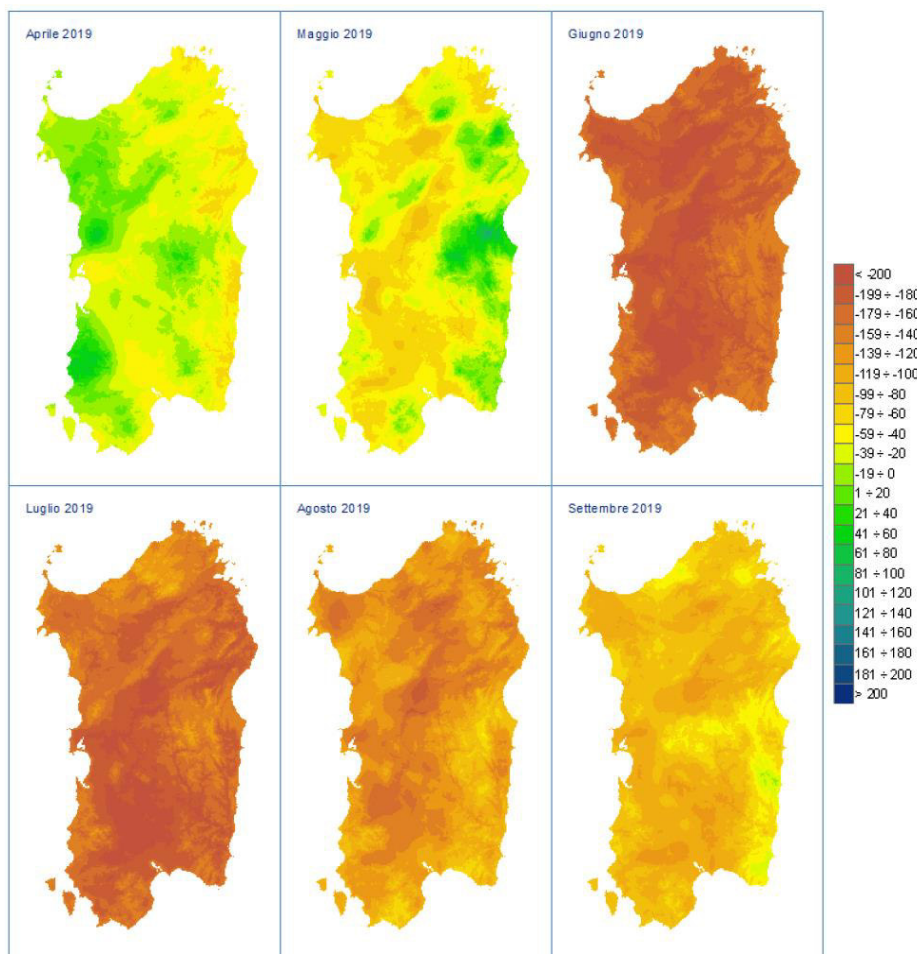 Aprile 2019
Maggio 2019
Giugno 2019
< -200
-199 ÷ -180
-179 ÷ -160
-159 ÷ -140
-139 ÷ -120
-119 ÷ -100
-99 ÷ -80
-79 ÷ -60
-59 ÷ -40
-39 ÷ -20
-19 ÷ 0
1 ÷ 20
21 ÷ 40
41 ÷ 60
61 ÷ 80
81 ÷ 100
101 ÷ 120
121 ÷ 140
141 ÷ 160
161 ÷ 180
181 ÷ 200
> 200
Luglio 2019
Agosto 2019
Settembre 2019